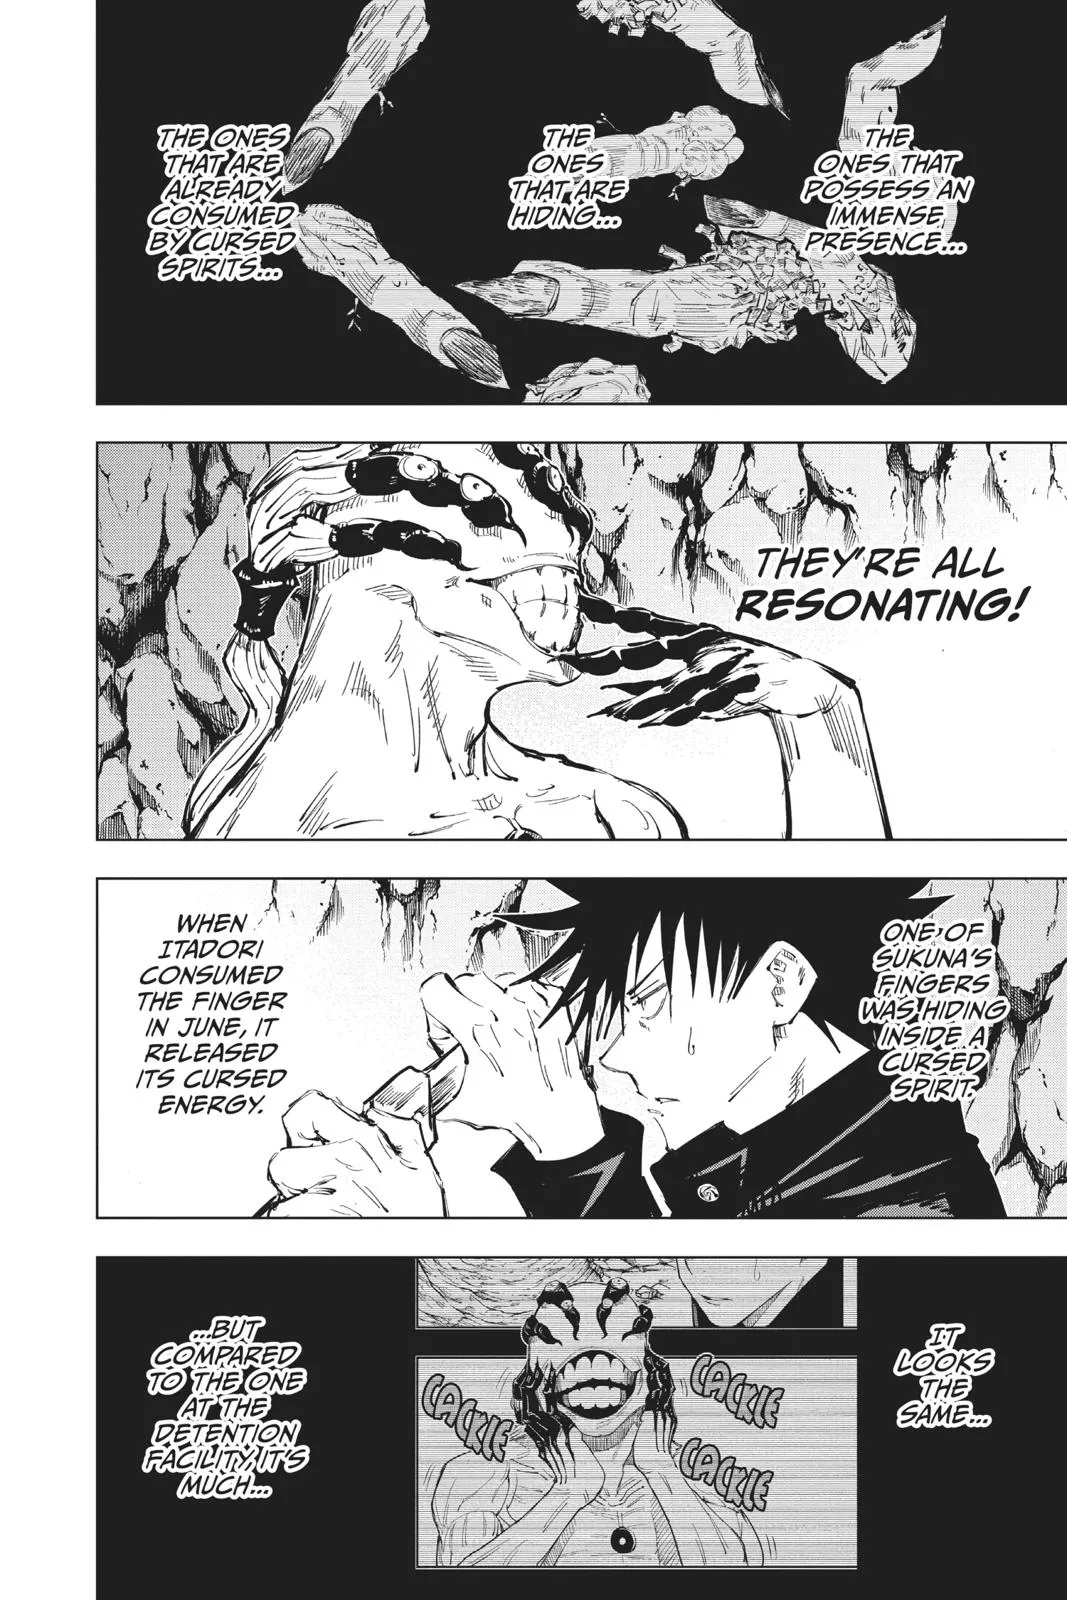 THE
ONES THAT
POSSESS AN
IMMENSE
PRESENCE...
THE
ONES
THAT ARE
HIDING...
THE ONES
THAT ARE
ALREADY
CONSUMED
BY CURSED
SPIRITS...
THEY'RE ALL
RESONATING!
ONE OF
SUKUNA'S
FINGERS
WAS HIDING
INSIDE A
CURSED
SPIRIT.
WHEN
ITADORI
CONSUMED
THE FINGER
IN JUNE, IT
RELEASED
ITS CURSED
ENERGY.
IT
LOOKS
THE
SAME...
CACKLE
CACKLE
CACKLE
...BUT
COMPARED
TO THE ONE
AT THE
DETENTION
FACILITY, IT'S
MUCH...